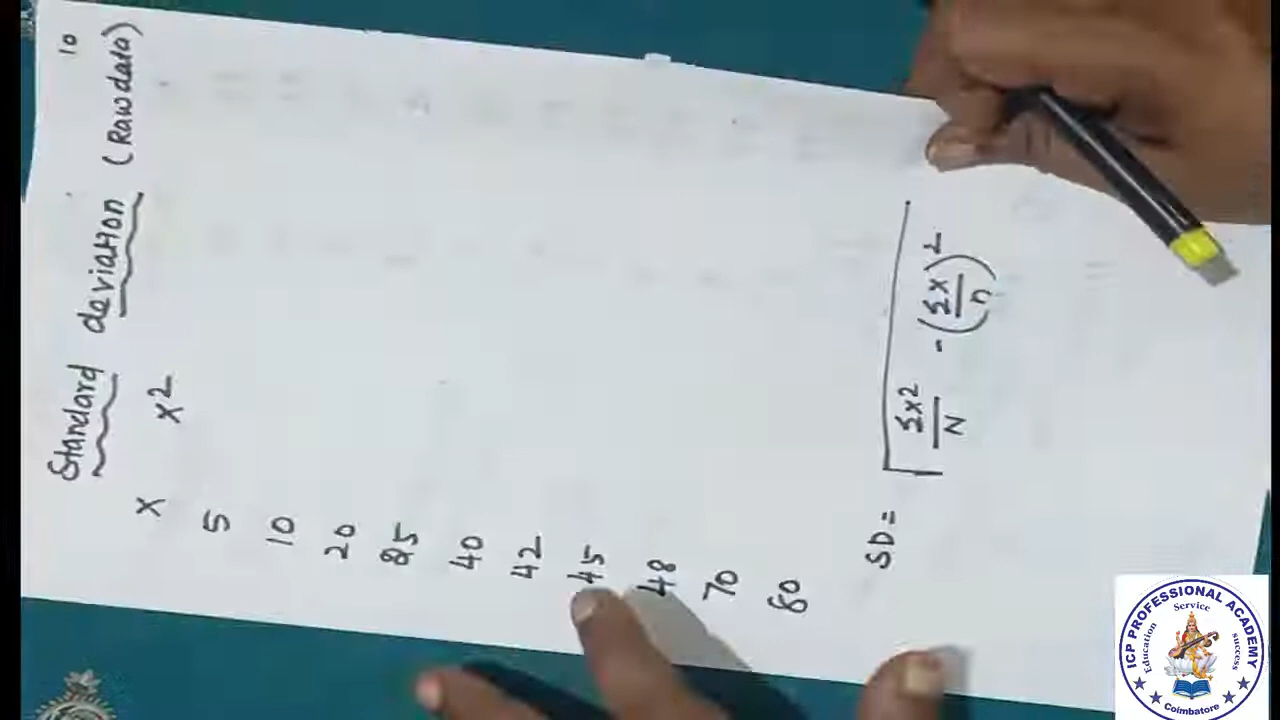 10
Standard deviation (Raw data)
X X²
5
10
20
25
40
42
45
48
70
80
SD = √ Σx²/N - (Σx/n)²
ICP PROFESSIONAL ACADEMY
Service
Education
success
Coimbatore